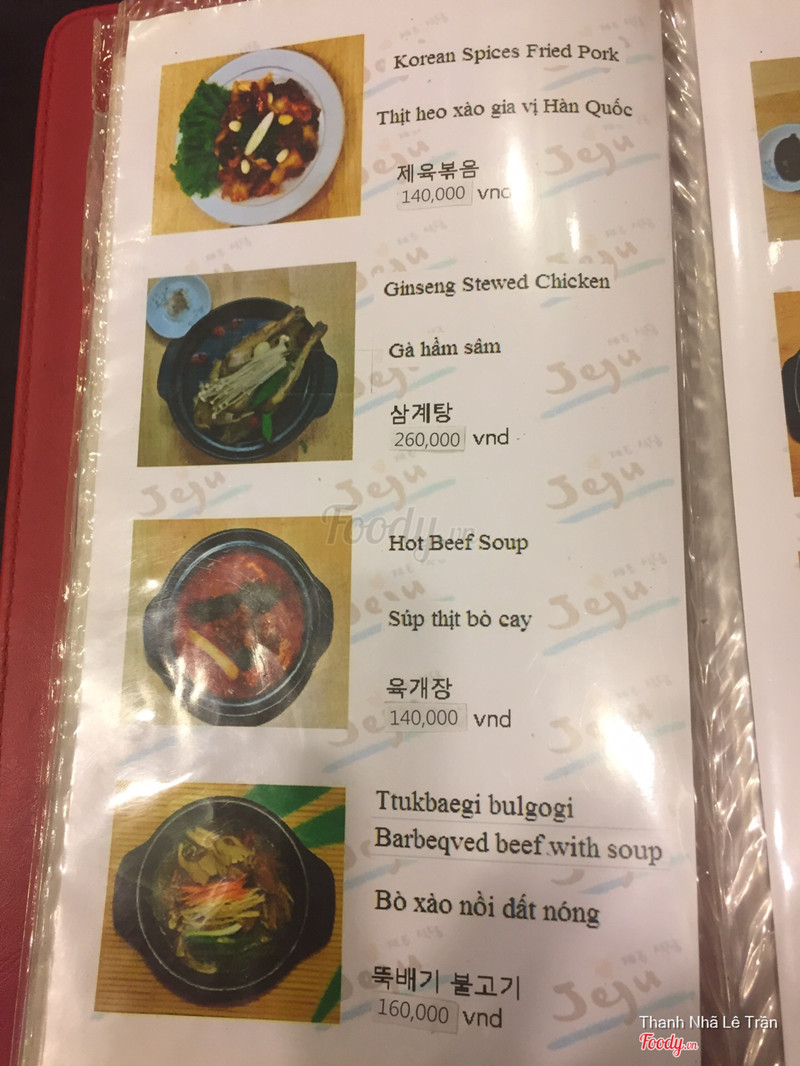 Korean Spices Fried Pork
Thịt heo xào gia vị Hàn Quốc
제육볶음
140,000 vnd
Ginseng Stewed Chicken
Gà hầm sâm
삼계탕
260,000 vnd
Hot Beef Soup
Súp thịt bò cay
육개장
140,000 vnd
Ttukbaegi bulgogi
Barbeqved beef with soup
Bò xào nồi đất nóng
뚝배기 불고기
160,000 vnd
Jeju
Foody.vn
Thanh Nhã Lê Trần
Foody.vn